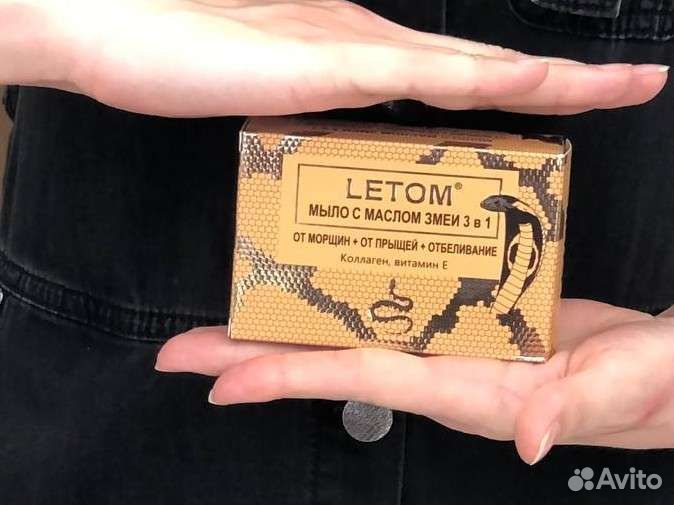 LETOM®
МЫЛО С МАСЛОМ ЗМЕИ 3 в 1
ОТ МОРЩИН + ОТ ПРЫЩЕЙ + ОТБЕЛИВАНИЕ
Коллаген, витамин Е
Avito